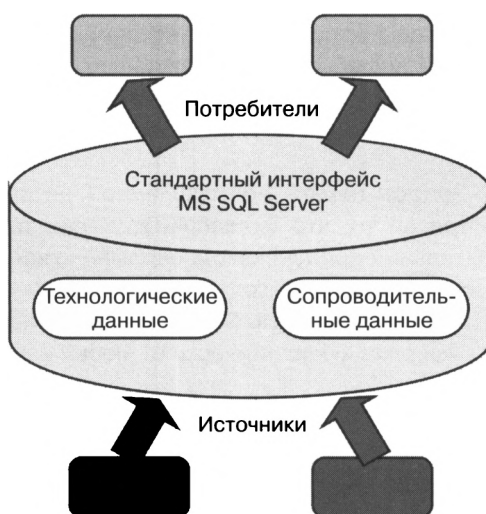 Потребители
Стандартный интерфейс
MS SQL Server
Технологические
данные
Сопроводитель-
ные данные
Источники